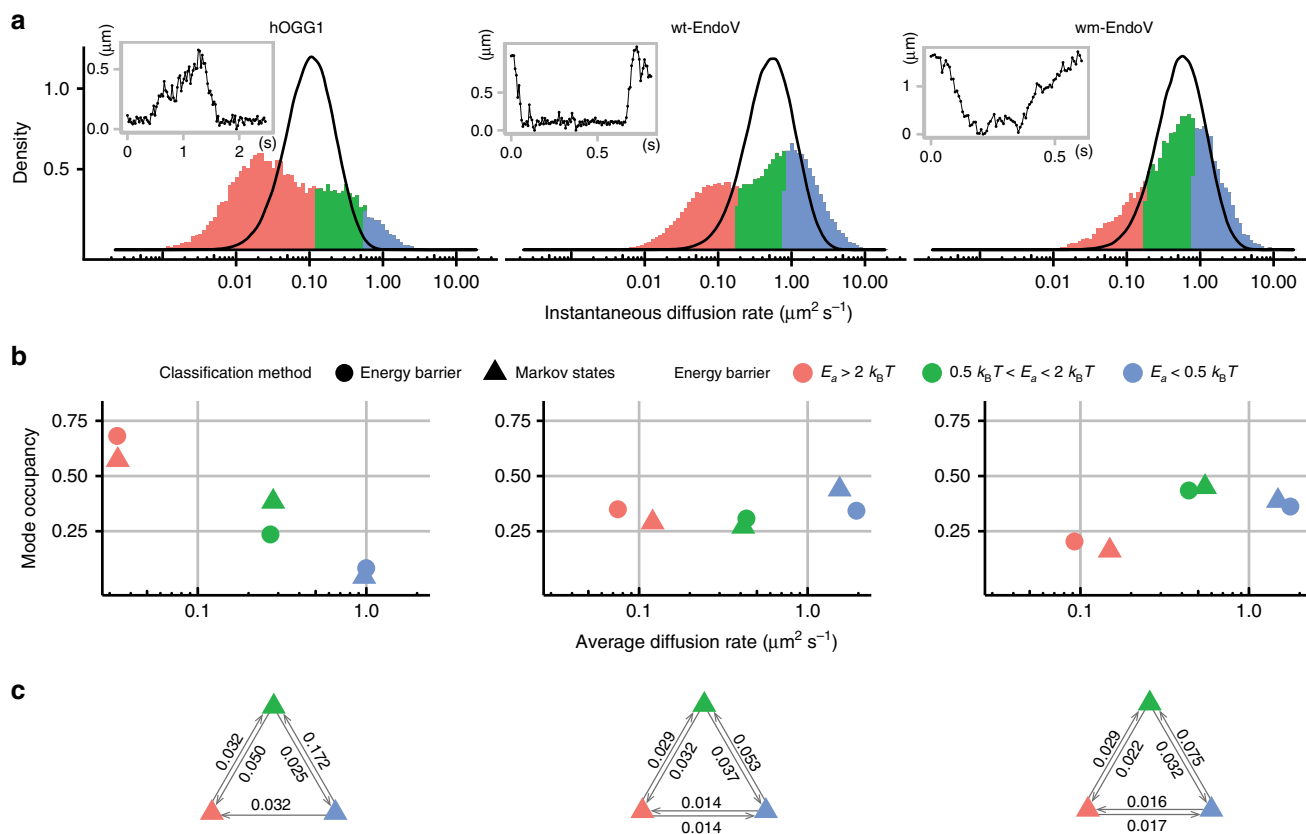 a
hOGG1
wt-EndoV
wm-EndoV
(μm)
0.5
0.0
0
1
2
(s)
(μm)
0.5
0.0
0.0
0.5
(s)
(μm)
1
0
0.0
0.5
(s)
Density
1.0
0.5
0.01 0.10 1.00 10.00
0.01 0.10 1.00 10.00
0.01 0.10 1.00 10.00
Instantaneous diffusion rate (μm² s⁻¹)
b
Classification method Energy barrier Markov states Energy barrier Eₐ > 2 k_BT 0.5 k_BT < Eₐ < 2 k_BT Eₐ < 0.5 k_BT
Mode occupancy
0.75
0.50
0.25
0.1 1.0
0.75
0.50
0.25
0.1 1.0
0.75
0.50
0.25
0.1 1.0
Average diffusion rate (μm² s⁻¹)
c
0.032
0.050
0.172
0.025
0.032
0.029
0.032
0.053
0.037
0.014
0.014
0.029
0.022
0.075
0.032
0.016
0.017